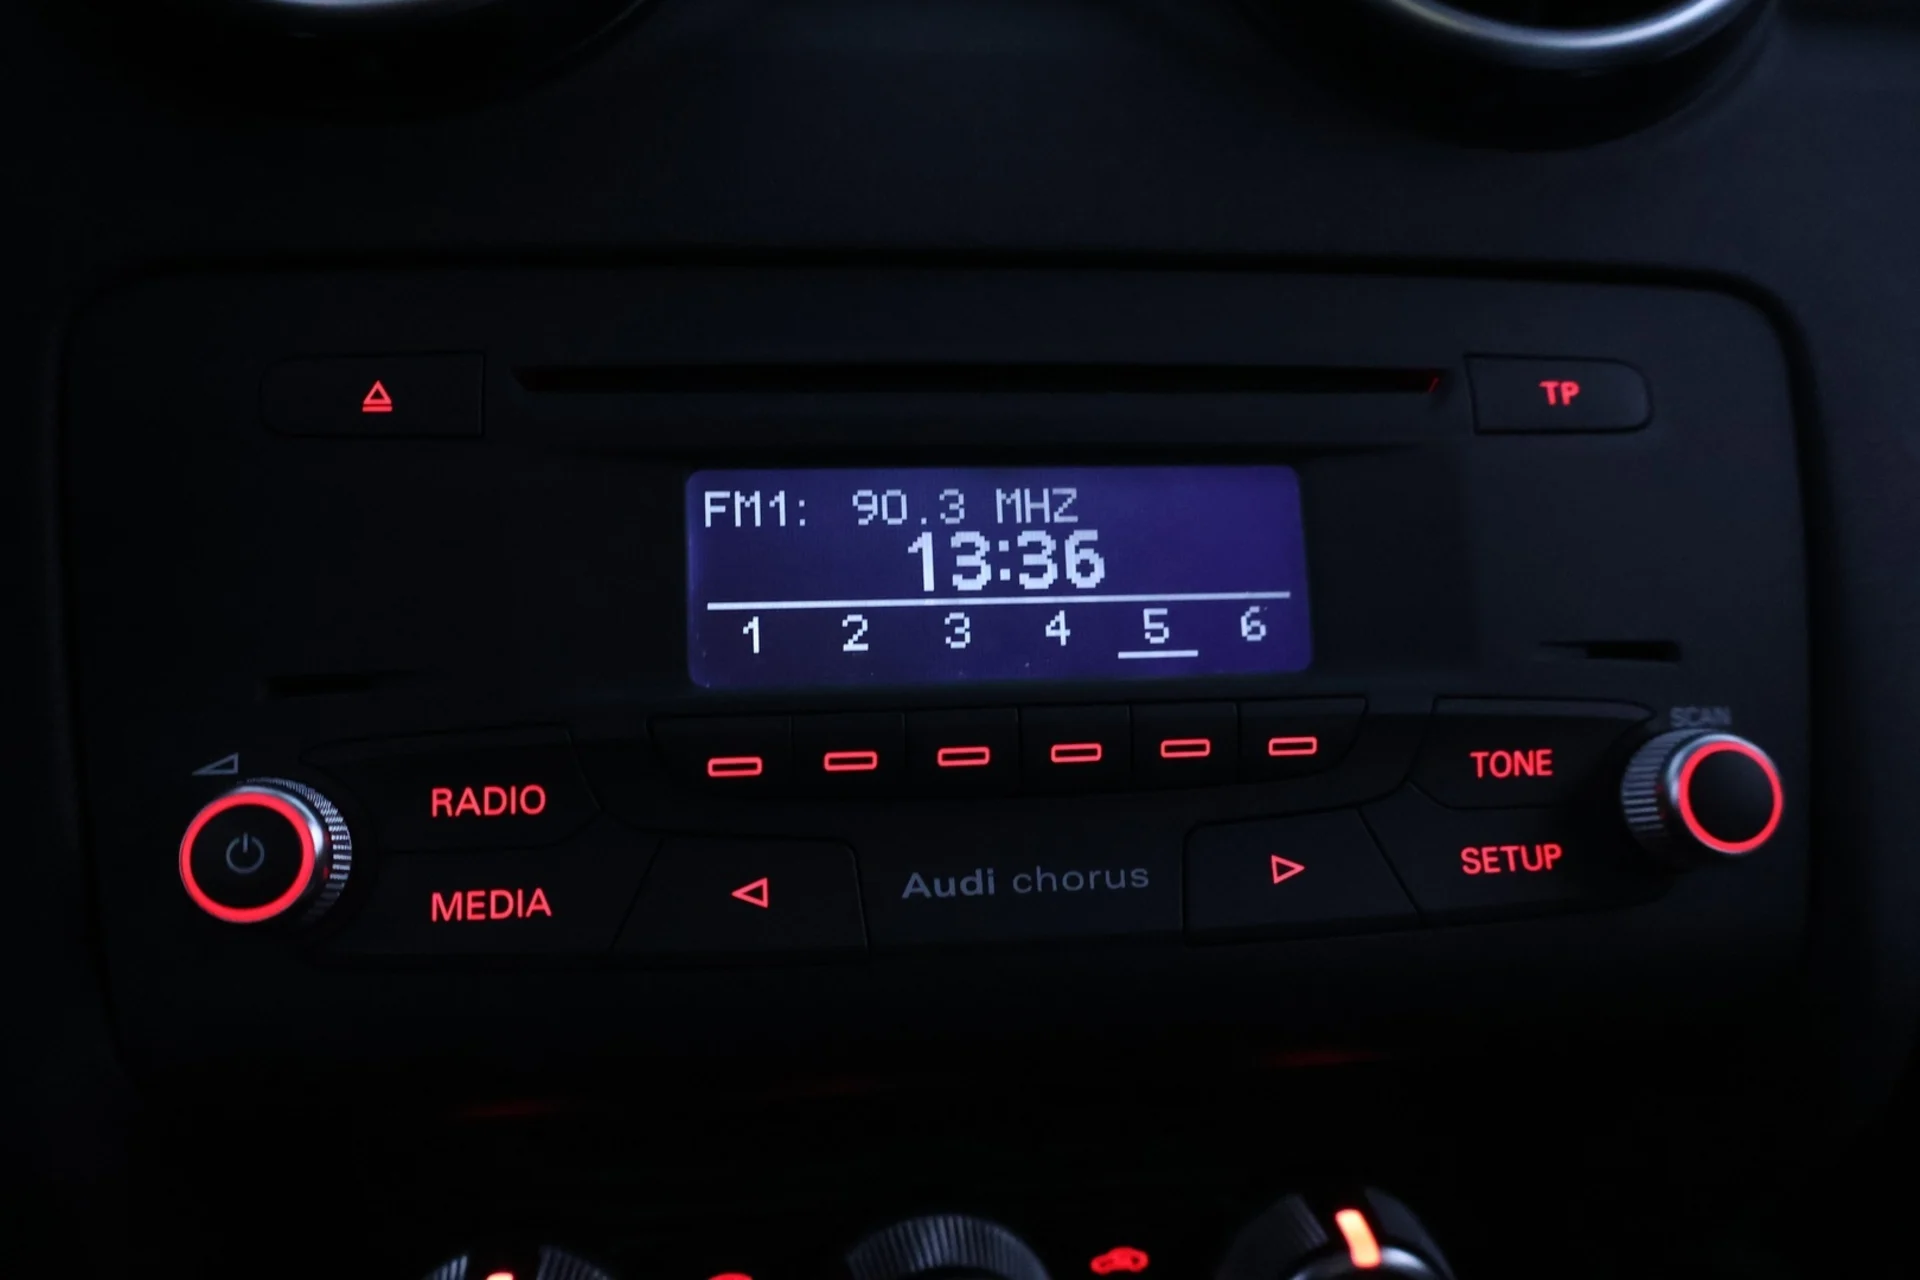 TP
FM1: 90.3 MHZ
13:36
1 2 3 4 5 6
SCAN
RADIO
TONE
MEDIA
Audi chorus
SETUP